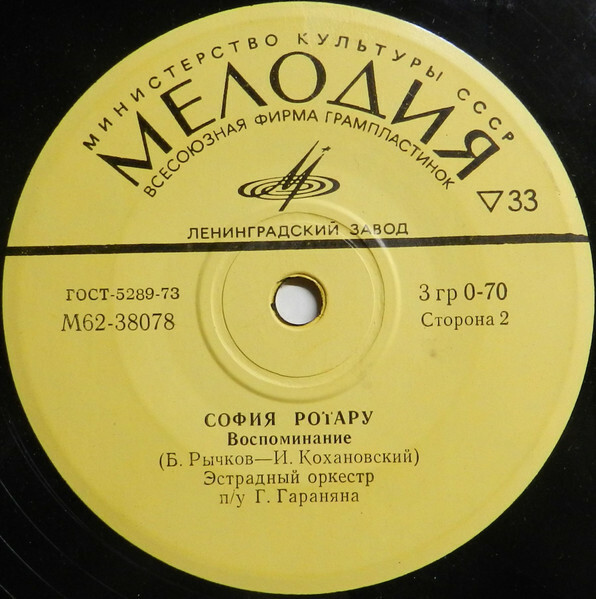 МИНИСТЕРСТВО КУЛЬТУРЫ СССР
МЕЛОДИЯ
ВСЕСОЮЗНАЯ ФИРМА ГРАМПЛАСТИНОК
▽33
ЛЕНИНГРАДСКИЙ ЗАВОД
ГОСТ-5289-73
3 гр 0-70
М62-38078
Сторона 2
СОФИЯ РОТАРУ
Воспоминание
(Б. Рычков—И. Кохановский)
Эстрадный оркестр
п/у Г. Гараняна